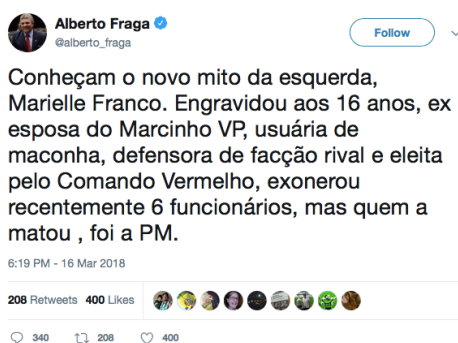 Alberto Fraga
@alberto_fraga
Follow
Conheçam o novo mito da esquerda,
Marielle Franco. Engravidou aos 16 anos, ex
esposa do Marcinho VP, usuária de
maconha, defensora de facção rival e eleita
pelo Comando Vermelho, exonerou
recentemente 6 funcionários, mas quem a
matou , foi a PM.
6:19 PM - 16 Mar 2018
208 Retweets 400 Likes
340 208 400